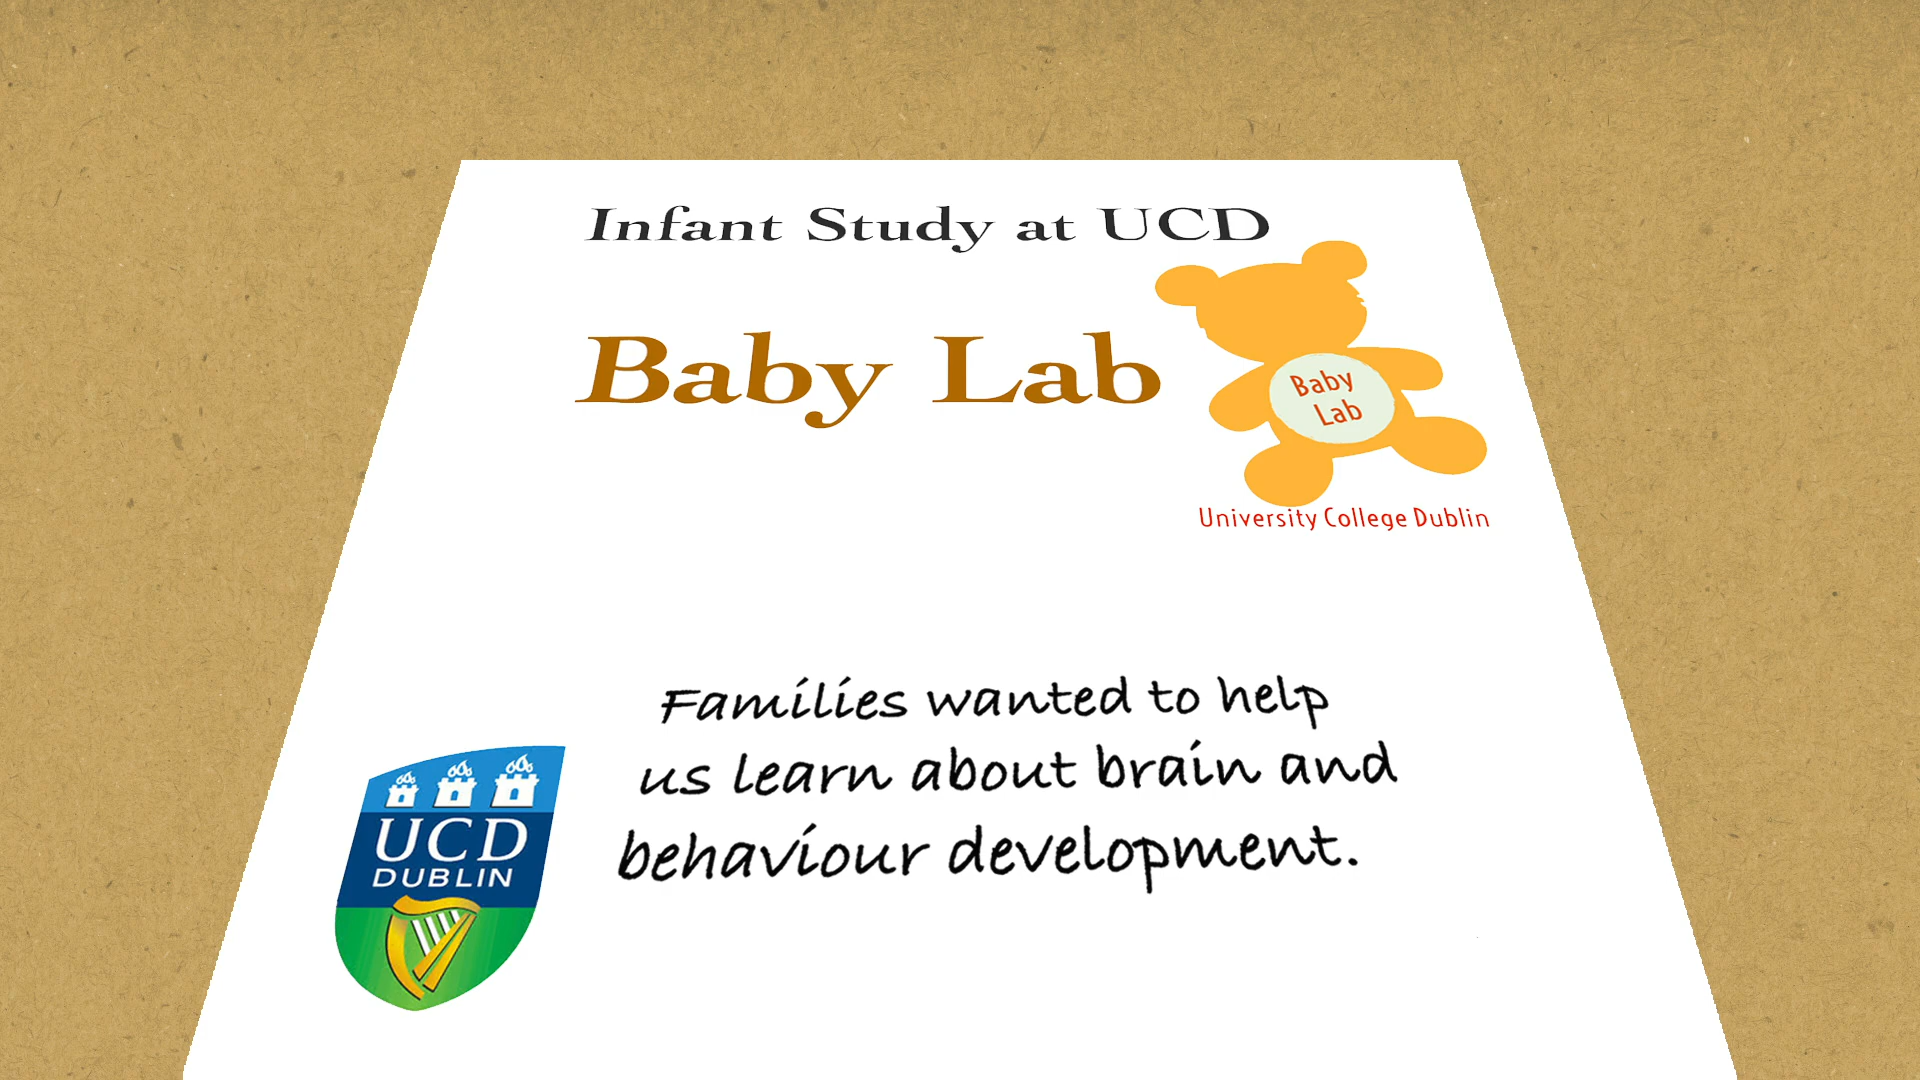 Infant Study at UCD
Baby Lab
Baby
Lab
University College Dublin
Families wanted to help
us learn about brain and
behaviour development.
UCD
DUBLIN